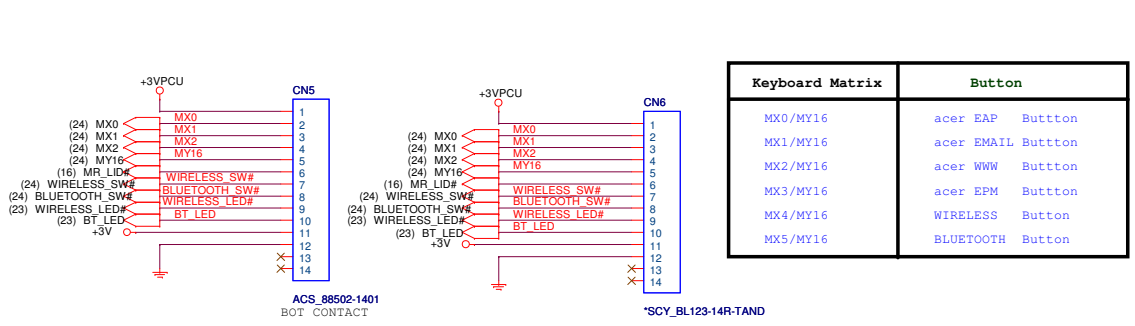 +3VPCU
CN5
1
(24) MX0 MX0 2
(24) MX1 MX1 3
(24) MX2 MX2 4
(24) MY16 MY16 5
(16) MR_LID# 6
(24) WIRELESS_SW# WIRELESS_SW# 7
(24) BLUETOOTH_SW# BLUETOOTH_SW# 8
(23) WIRELESS_LED# WIRELESS_LED# 9
(23) BT_LED BT_LED 10
+3V 11
12
13
14
ACS_88502-1401
BOT CONTACT
+3VPCU
CN6
1
(24) MX0 MX0 2
(24) MX1 MX1 3
(24) MX2 MX2 4
(24) MY16 MY16 5
(16) MR_LID# 6
(24) WIRELESS_SW# WIRELESS_SW# 7
(24) BLUETOOTH_SW# BLUETOOTH_SW# 8
(23) WIRELESS_LED# WIRELESS_LED# 9
(23) BT_LED BT_LED 10
+3V 11
12
13
14
*SCY_BL123-14R-TAND
Keyboard Matrix Button
MX0/MY16 acer EAP Buttton
MX1/MY16 acer EMAIL Buttton
MX2/MY16 acer WWW Buttton
MX3/MY16 acer EPM Buttton
MX4/MY16 WIRELESS Button
MX5/MY16 BLUETOOTH Button